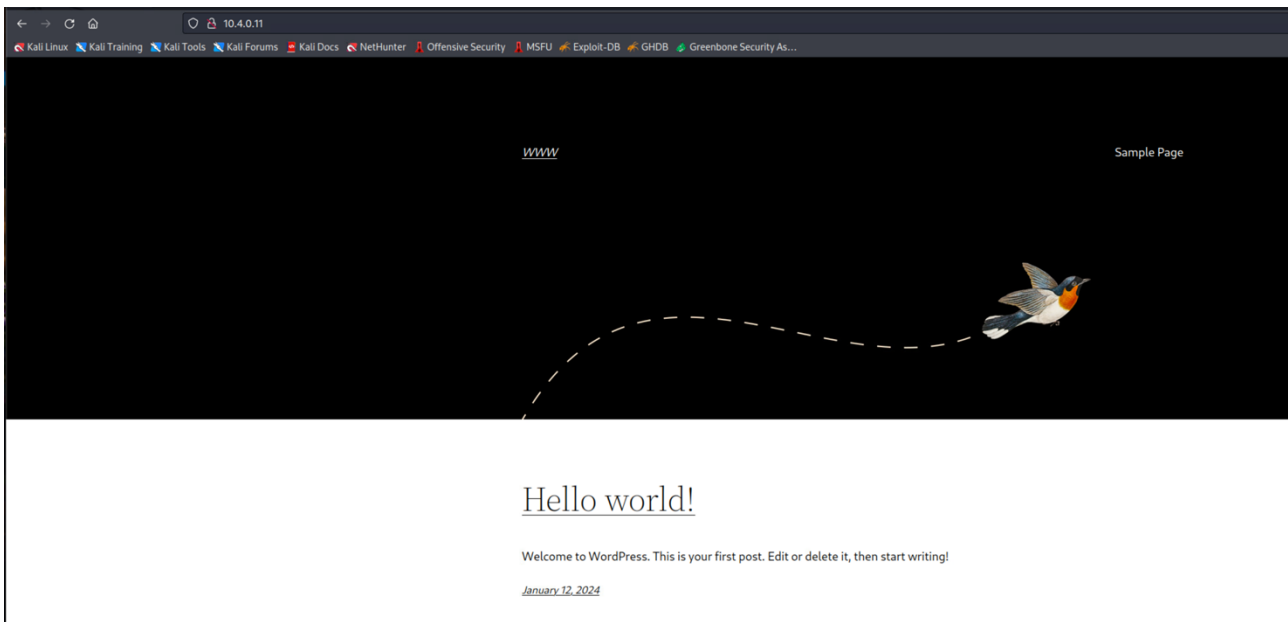 10.4.0.11
Kali Linux Kali Training Kali Tools Kali Forums Kali Docs NetHunter Offensive Security MSFU Exploit-DB GHDB Greenbone Security As...
WWW Sample Page
Hello world!
Welcome to WordPress. This is your first post. Edit or delete it, then start writing!
January 12, 2024